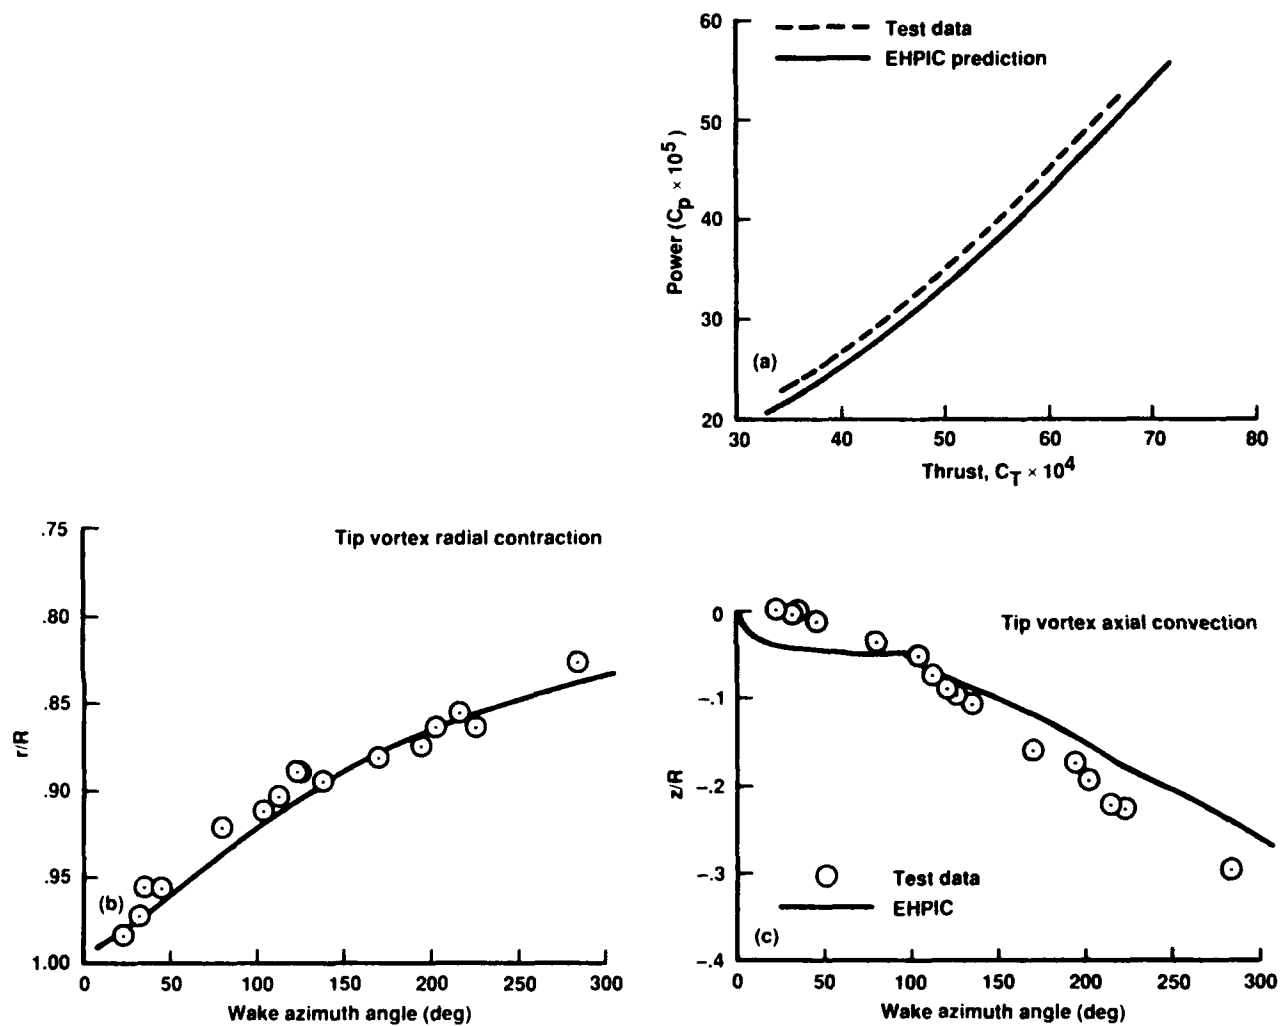 60
50
40
30
20
Power (Cp × 10⁵)
Test data
EHPIC prediction
(a)
30 40 50 60 70 80
Thrust, CT × 10⁴
.75
.80
.85
.90
.95
1.00
r/R
Tip vortex radial contraction
(b)
0 50 100 150 200 250 300
Wake azimuth angle (deg)
0
-.1
-.2
-.3
-.4
z/R
Tip vortex axial convection
Test data
EHPIC
(c)
0 50 100 150 200 250 300
Wake azimuth angle (deg)